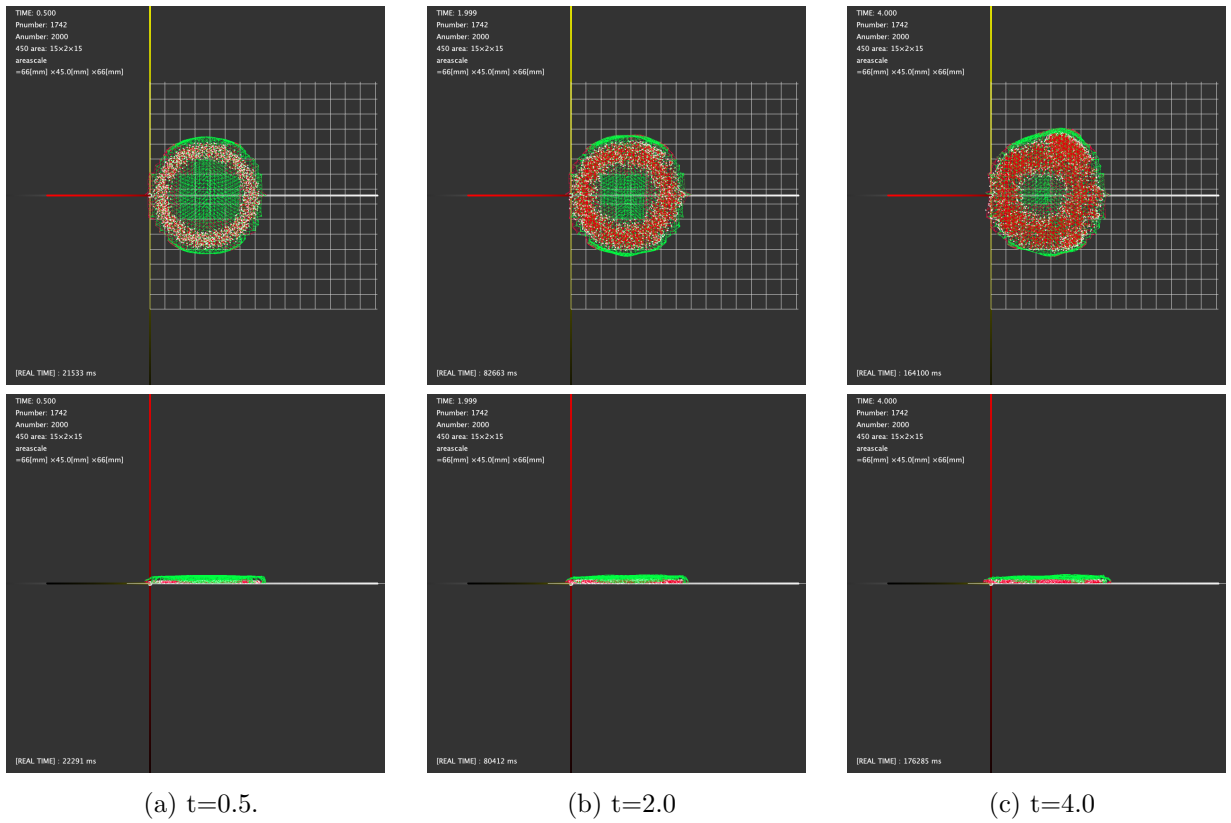 TIME: 0.500
Pnumber: 1742
Anumber: 2000
450 area: 15×2×15
areascale
=66[mm] ×45.0[mm] ×66[mm]
[REAL TIME] : 21533 ms
TIME: 1.999
Pnumber: 1742
Anumber: 2000
450 area: 15×2×15
areascale
=66[mm] ×45.0[mm] ×66[mm]
[REAL TIME] : 82663 ms
TIME: 4.000
Pnumber: 1742
Anumber: 2000
450 area: 15×2×15
areascale
=66[mm] ×45.0[mm] ×66[mm]
[REAL TIME] : 164100 ms
TIME: 0.500
Pnumber: 1742
Anumber: 2000
450 area: 15×2×15
areascale
=66[mm] ×45.0[mm] ×66[mm]
[REAL TIME] : 22291 ms
TIME: 1.999
Pnumber: 1742
Anumber: 2000
450 area: 15×2×15
areascale
=66[mm] ×45.0[mm] ×66[mm]
[REAL TIME] : 80412 ms
TIME: 4.000
Pnumber: 1742
Anumber: 2000
450 area: 15×2×15
areascale
=66[mm] ×45.0[mm] ×66[mm]
[REAL TIME] : 176285 ms
(a) t=0.5.
(b) t=2.0
(c) t=4.0